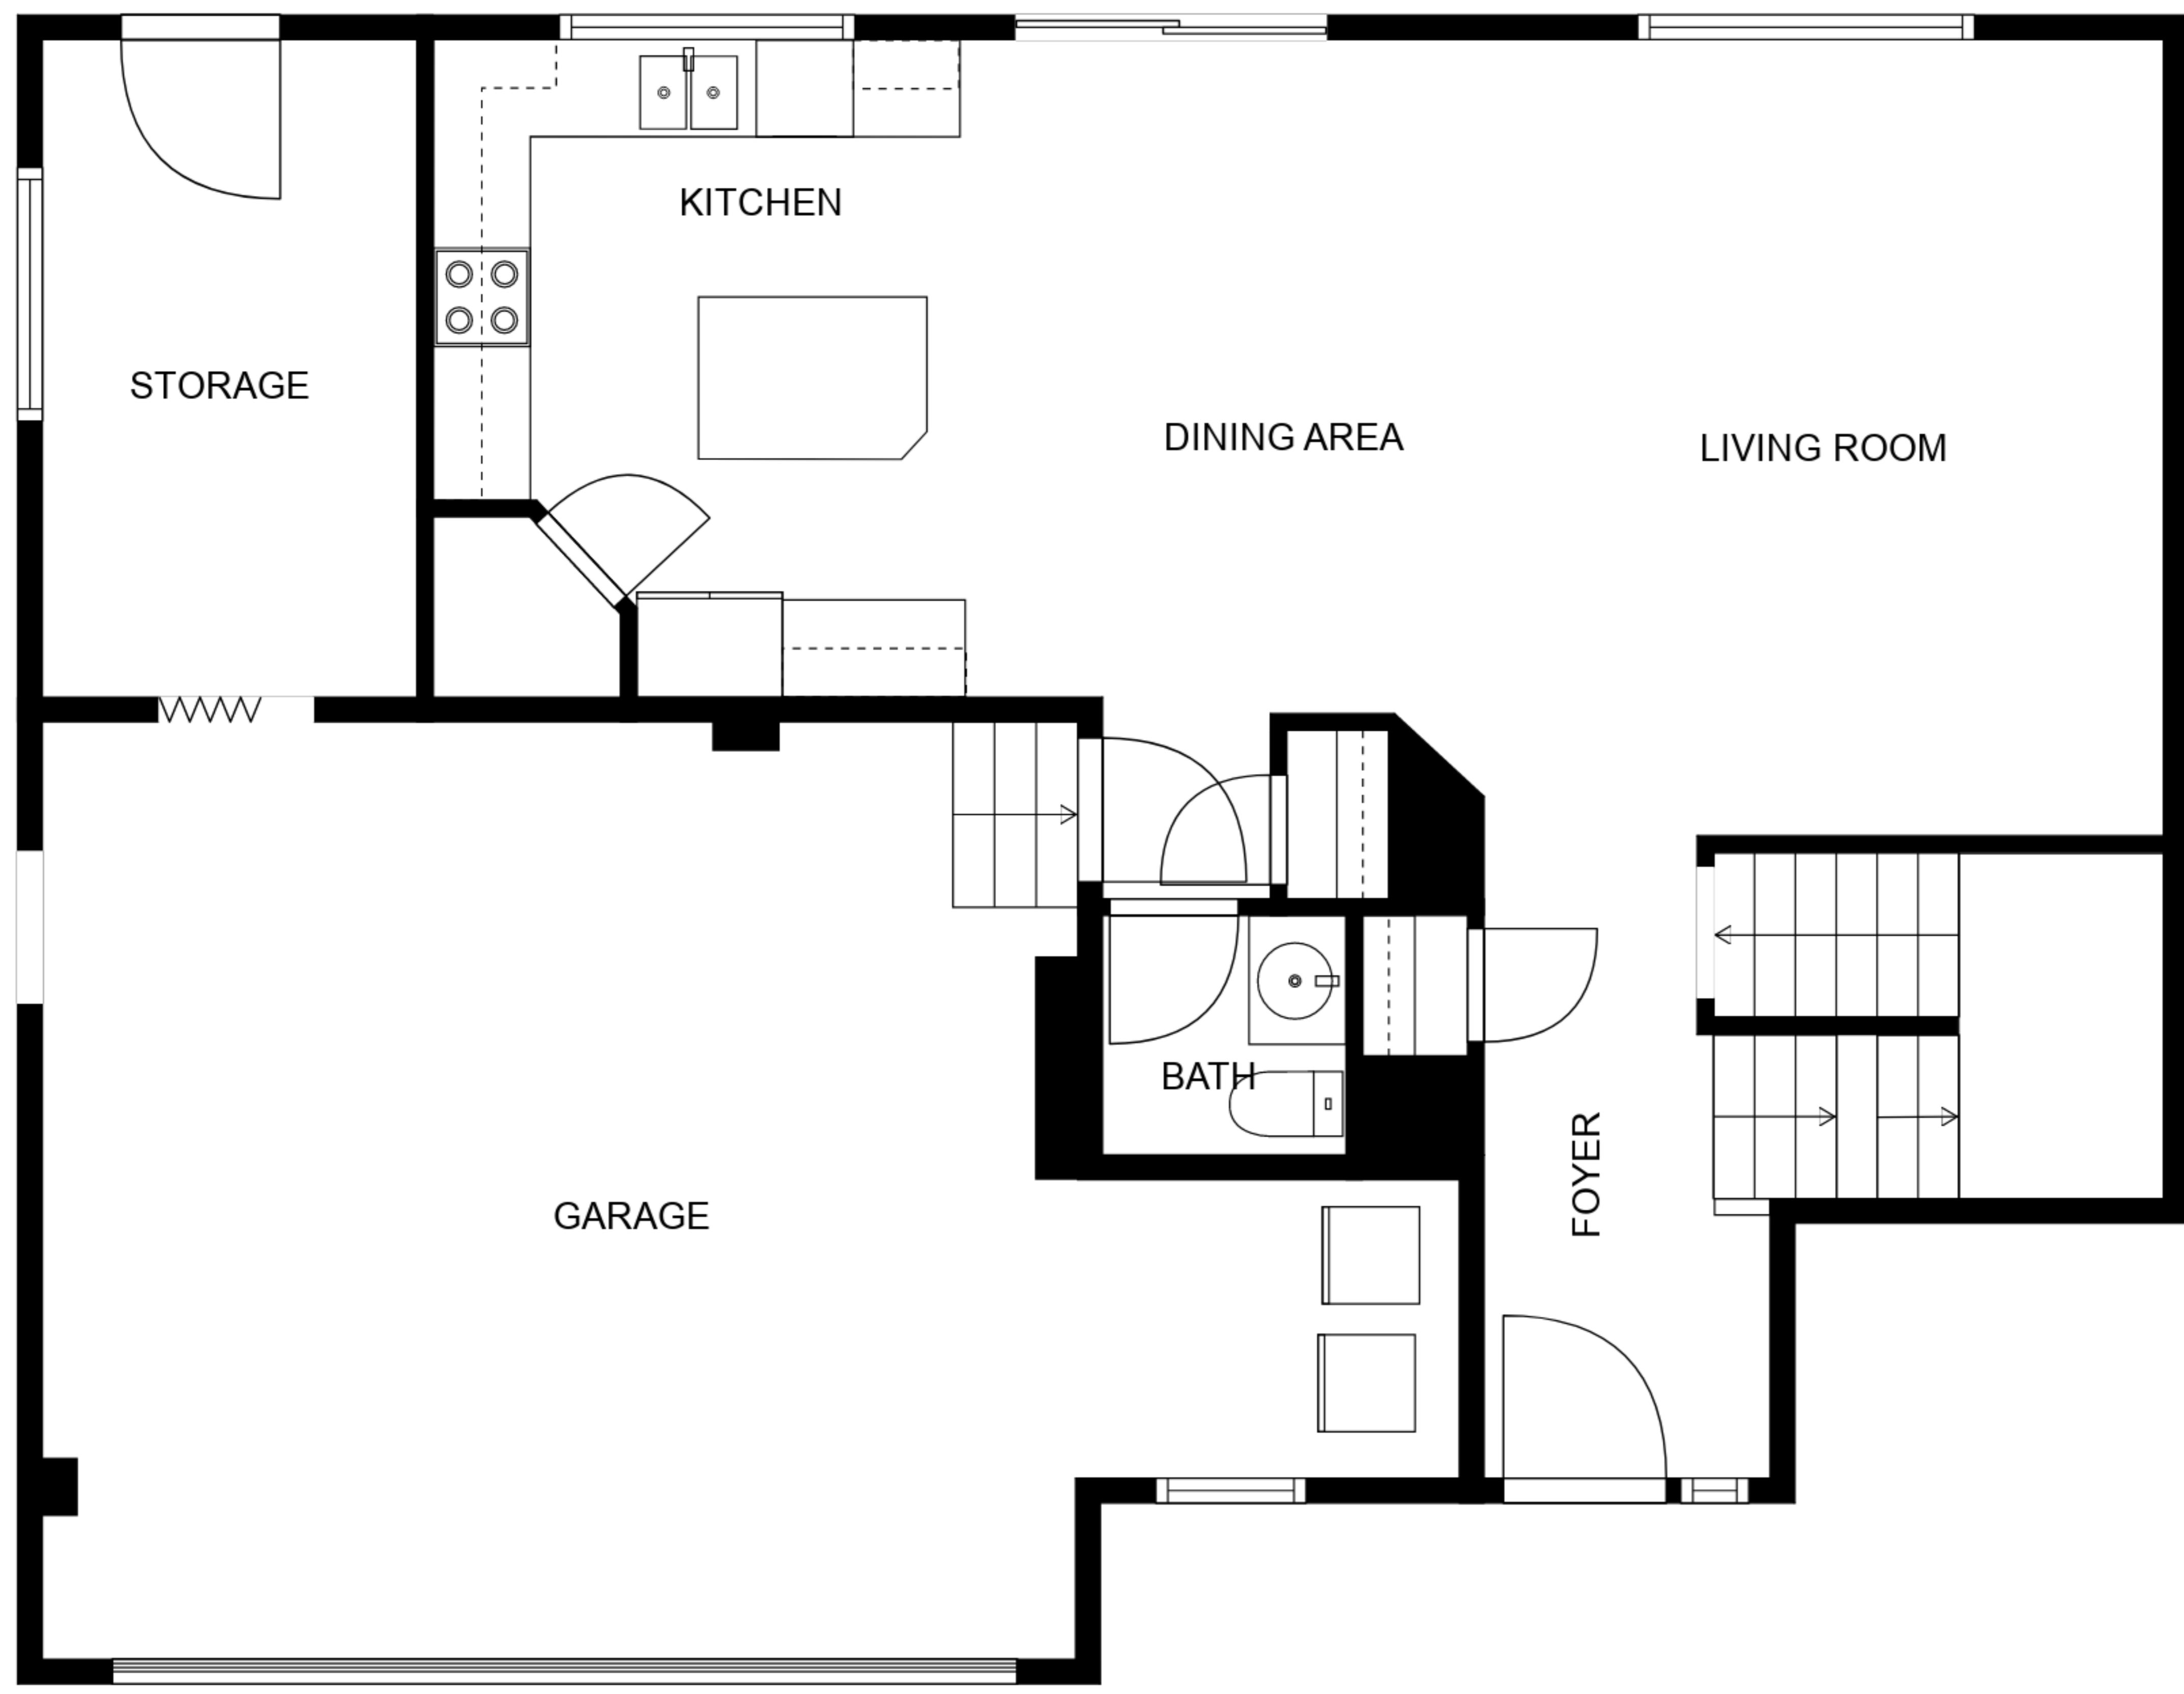 KITCHEN
STORAGE
DINING AREA
LIVING ROOM
BATH
FOYER
GARAGE